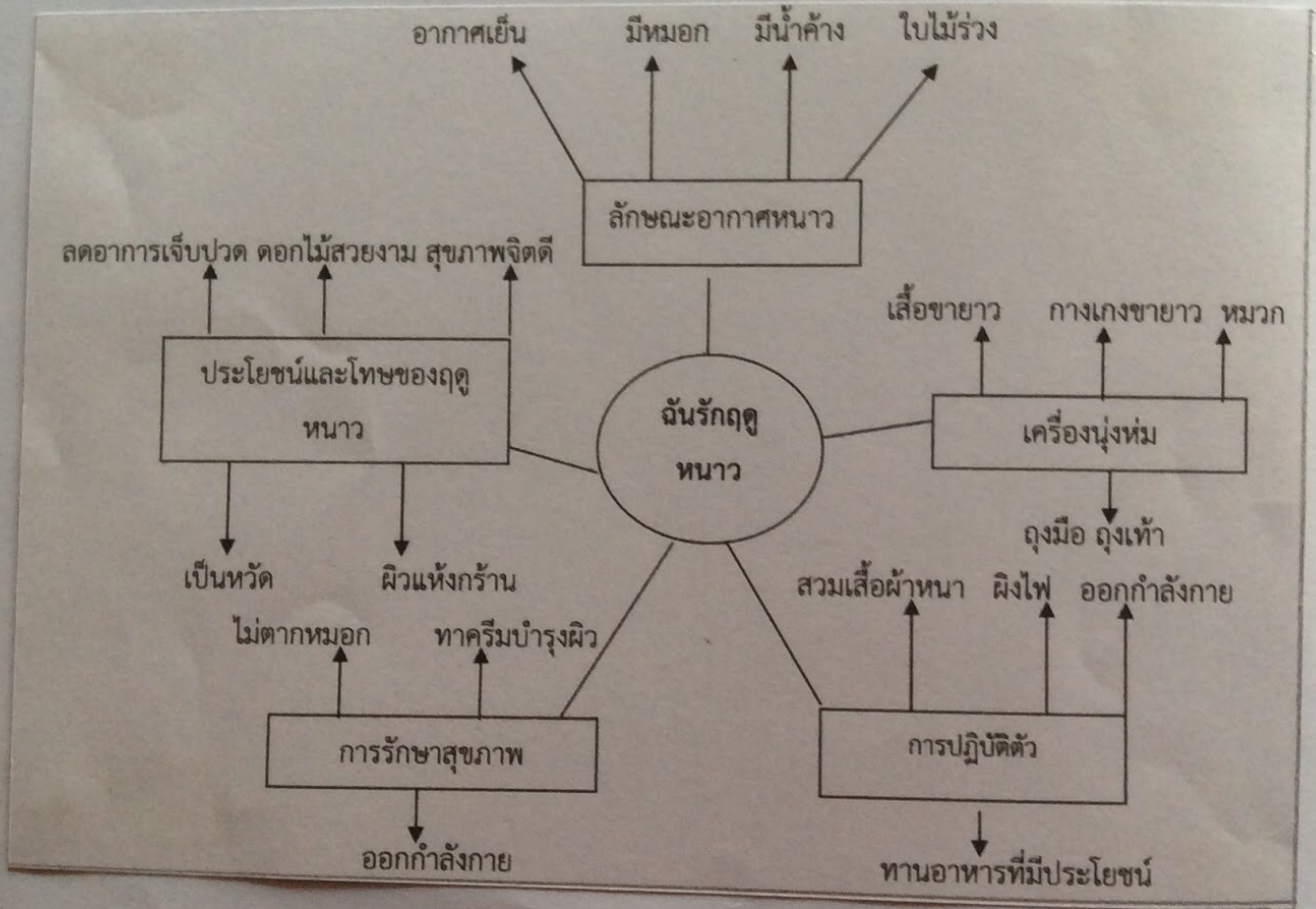 อากาศเย็น มีหมอก มีน้ำค้าง ใบไม้ร่วง
ลักษณะอากาศหนาว
ลดอาการเจ็บปวด ดอกไม้สวยงาม สุขภาพจิตดี
ประโยชน์และโทษของฤดู
หนาว
เป็นหวัด ผิวแห้งกร้าน
ฉันรักฤดู
หนาว
เสื้อขายาว กางเกงขายาว หมวก
เครื่องนุ่งห่ม
ถุงมือ ถุงเท้า
ไม่ตากหมอก ทาครีมบำรุงผิว
การรักษาสุขภาพ
ออกกำลังกาย
สวมเสื้อผ้าหนา ผิงไฟ ออกกำลังกาย
การปฏิบัติตัว
ทานอาหารที่มีประโยชน์